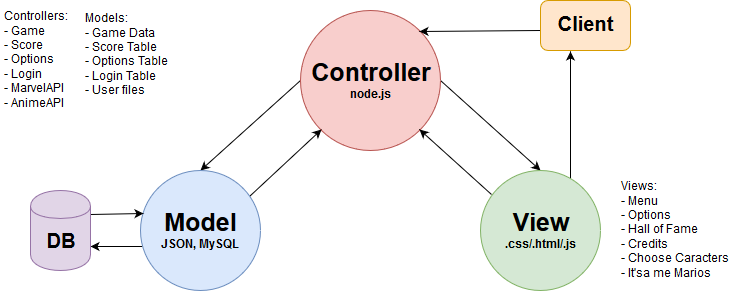 Controllers:
- Game
- Score
- Options
- Login
- MarvelAPI
- AnimeAPI
Models:
- Game Data
- Score Table
- Options Table
- Login Table
- User files
Controller
node.js
Client
DB
Model
JSON, MySQL
View
.css/.html/.js
Views:
- Menu
- Options
- Hall of Fame
- Credits
- Choose Caracters
- It'sa me Marios